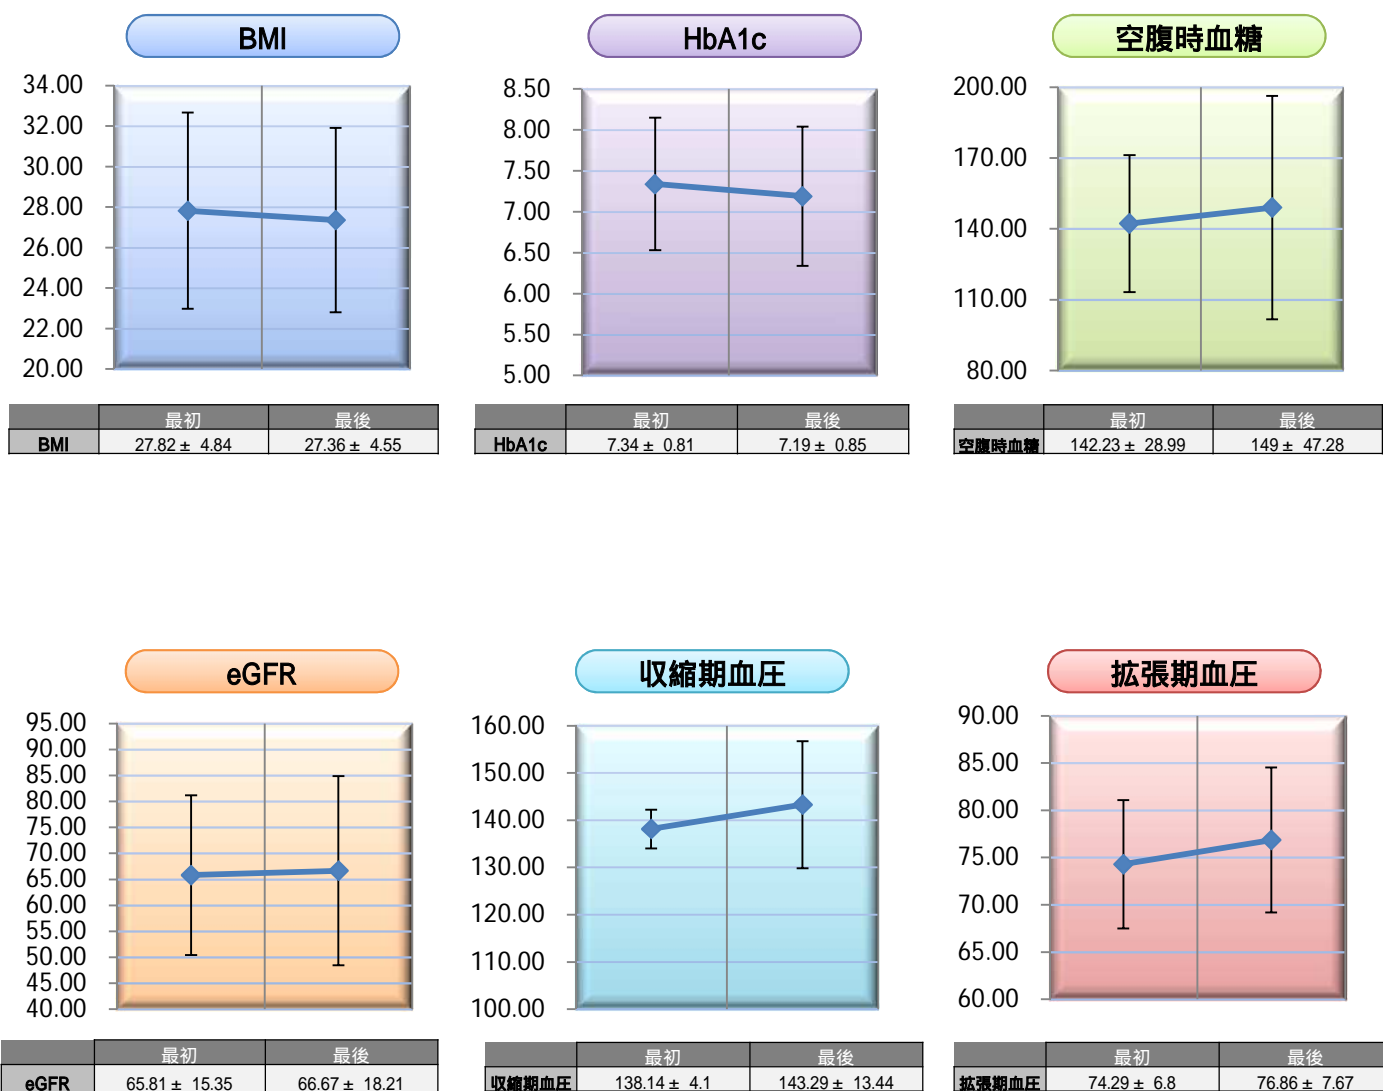 BMI
34.00
32.00
30.00
28.00
26.00
24.00
22.00
20.00
最初 最後
BMI 27.82 ± 4.84 27.36 ± 4.55
HbA1c
8.50
8.00
7.50
7.00
6.50
6.00
5.50
5.00
最初 最後
HbA1c 7.34 ± 0.81 7.19 ± 0.85
空腹時血糖
200.00
170.00
140.00
110.00
80.00
最初 最後
空腹時血糖 142.23 ± 28.99 149 ± 47.28
eGFR
95.00
90.00
85.00
80.00
75.00
70.00
65.00
60.00
55.00
50.00
45.00
40.00
最初 最後
eGFR 65.81 ± 15.35 66.67 ± 18.21
収縮期血圧
160.00
150.00
140.00
130.00
120.00
110.00
100.00
最初 最後
収縮期血圧 138.14 ± 4.1 143.29 ± 13.44
拡張期血圧
90.00
85.00
80.00
75.00
70.00
65.00
60.00
最初 最後
拡張期血圧 74.29 ± 6.8 76.86 ± 7.67